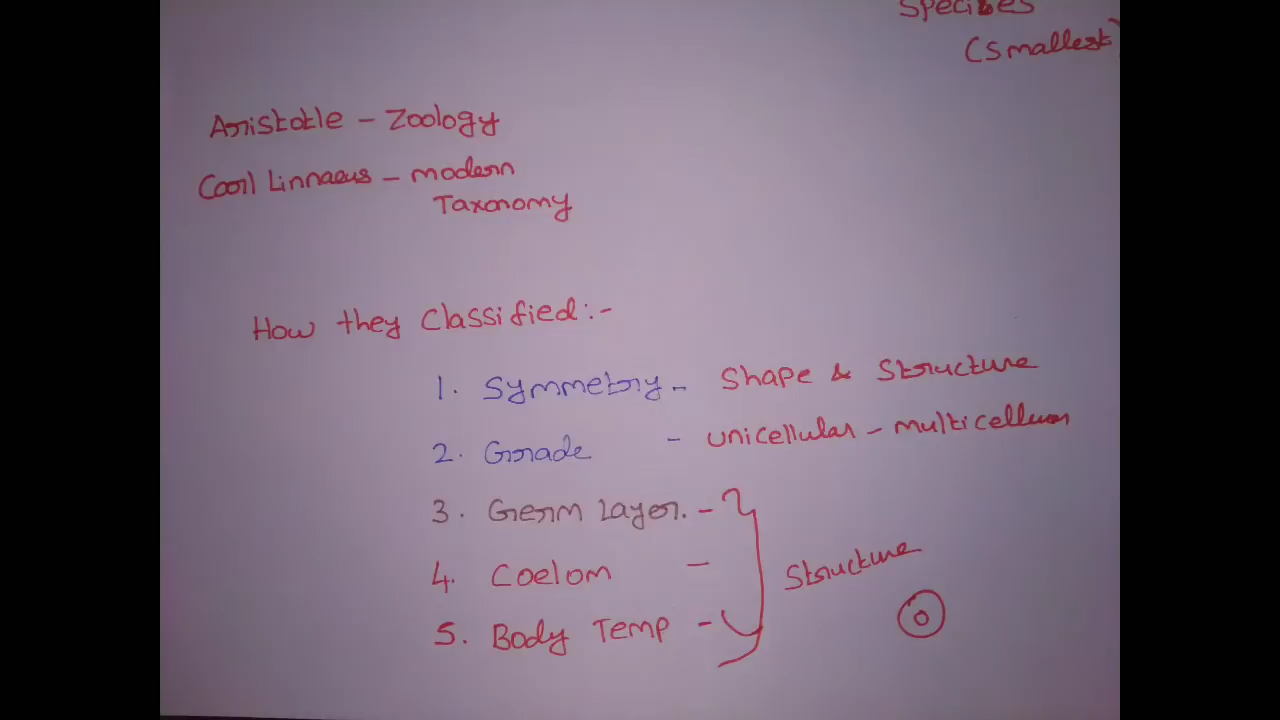 Species
(Smallest)
Aristotle - Zoology
Carl Linnaeus - modern
Taxonomy
How they Classified:-
1. Symmetry - Shape & Structure
2. Grade - unicellular - multicellular
3. Germ Layer. -
4. Coelom -
5. Body Temp -
Structure